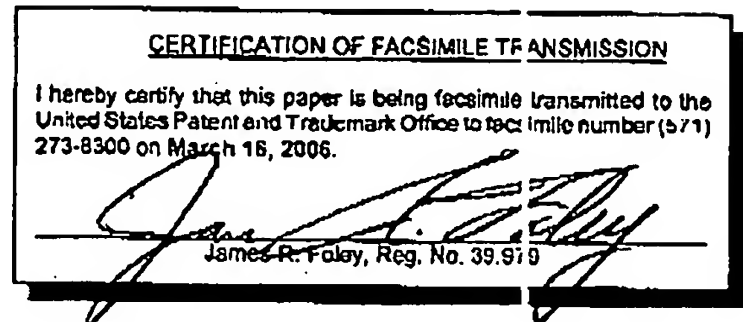 CERTIFICATION OF FACSIMILE TRANSMISSION
I hereby certify that this paper is being facsimile transmitted to the
United States Patent and Trademark Office to facsimile number (571)
273-8300 on March 16, 2006.
James R. Foley, Reg. No. 39,979